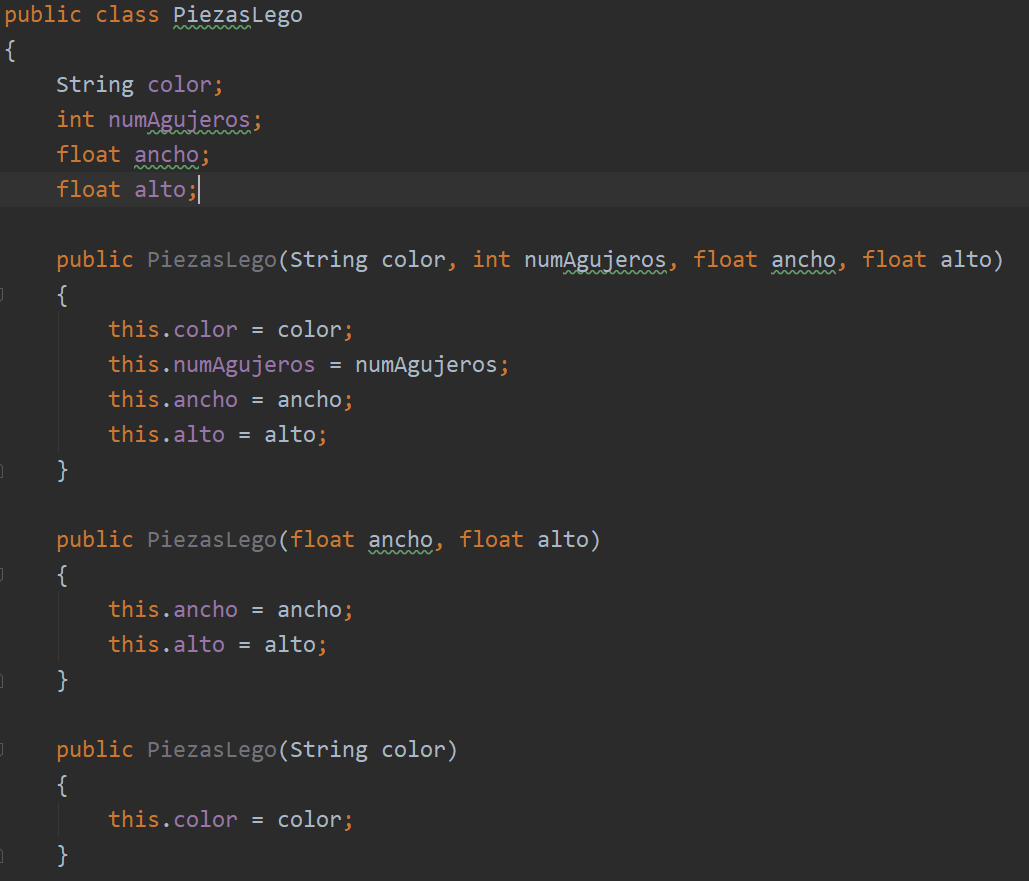 public class PiezasLego
{
    String color;
    int numAgujeros;
    float ancho;
    float alto;
    public PiezasLego(String color, int numAgujeros, float ancho, float alto)
    {
        this.color = color;
        this.numAgujeros = numAgujeros;
        this.ancho = ancho;
        this.alto = alto;
    }
    public PiezasLego(float ancho, float alto)
    {
        this.ancho = ancho;
        this.alto = alto;
    }
    public PiezasLego(String color)
    {
        this.color = color;
    }